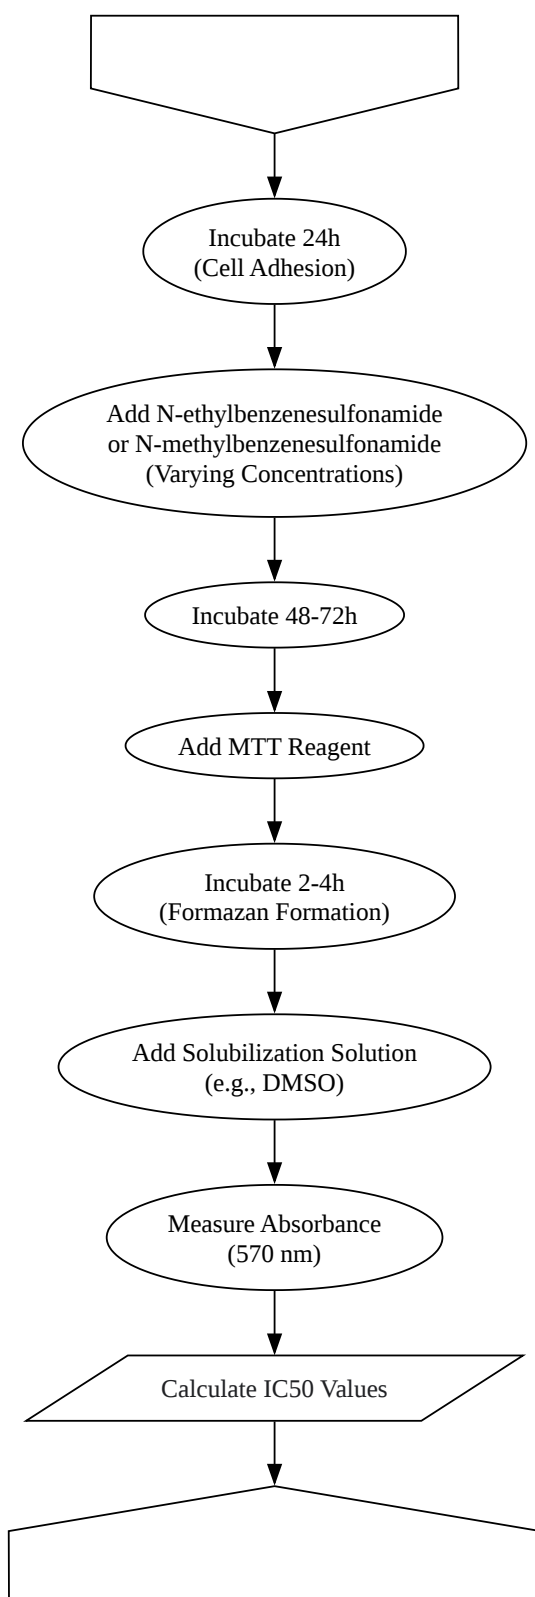 Incubate 24h
(Cell Adhesion)
Add N-ethylbenzenesulfonamide
or N-methylbenzenesulfonamide
(Varying Concentrations)
Incubate 48-72h
Add MTT Reagent
Incubate 2-4h
(Formazan Formation)
Add Solubilization Solution
(e.g., DMSO)
Measure Absorbance
(570 nm)
Calculate IC50 Values